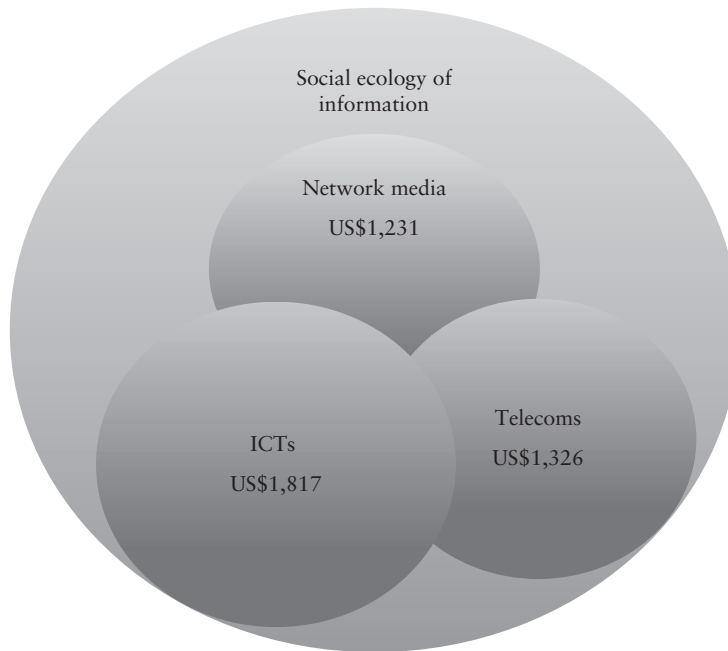 Social ecology of
information
Network media
US$1,231
Telecoms
US$1,326
ICTs
US$1,817